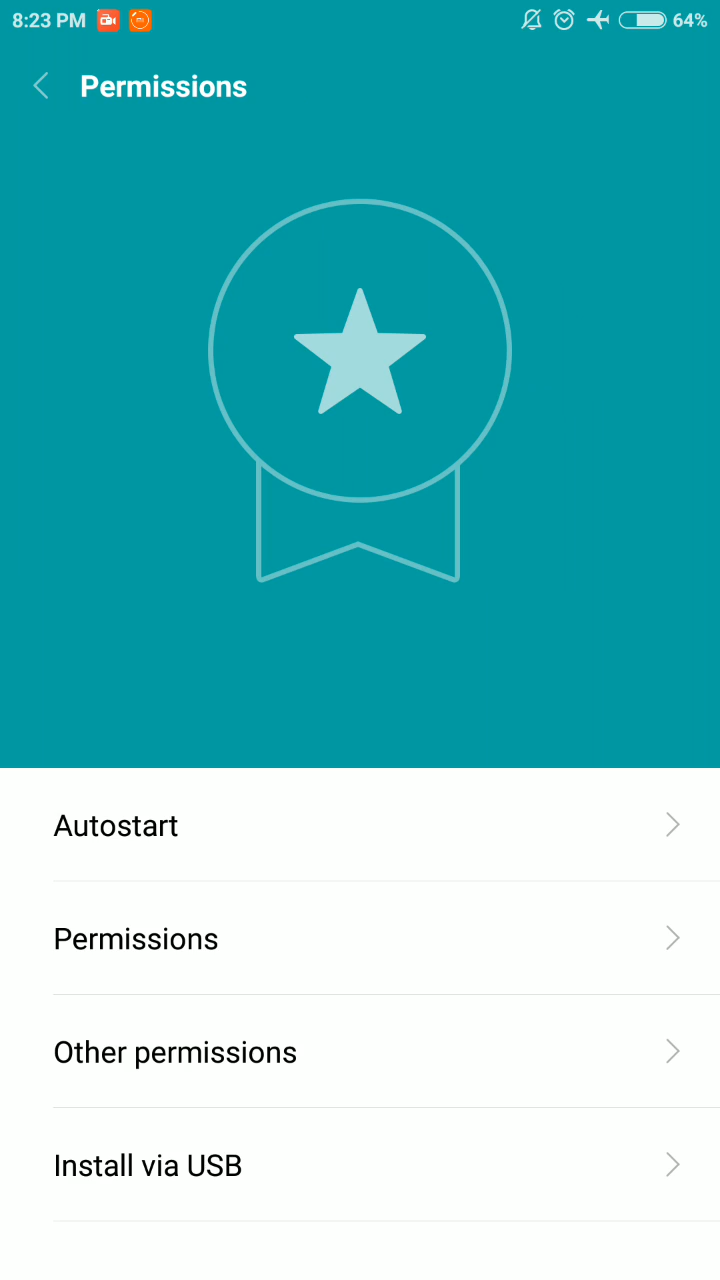 8:23 PM 64%
Permissions
Autostart
Permissions
Other permissions
Install via USB